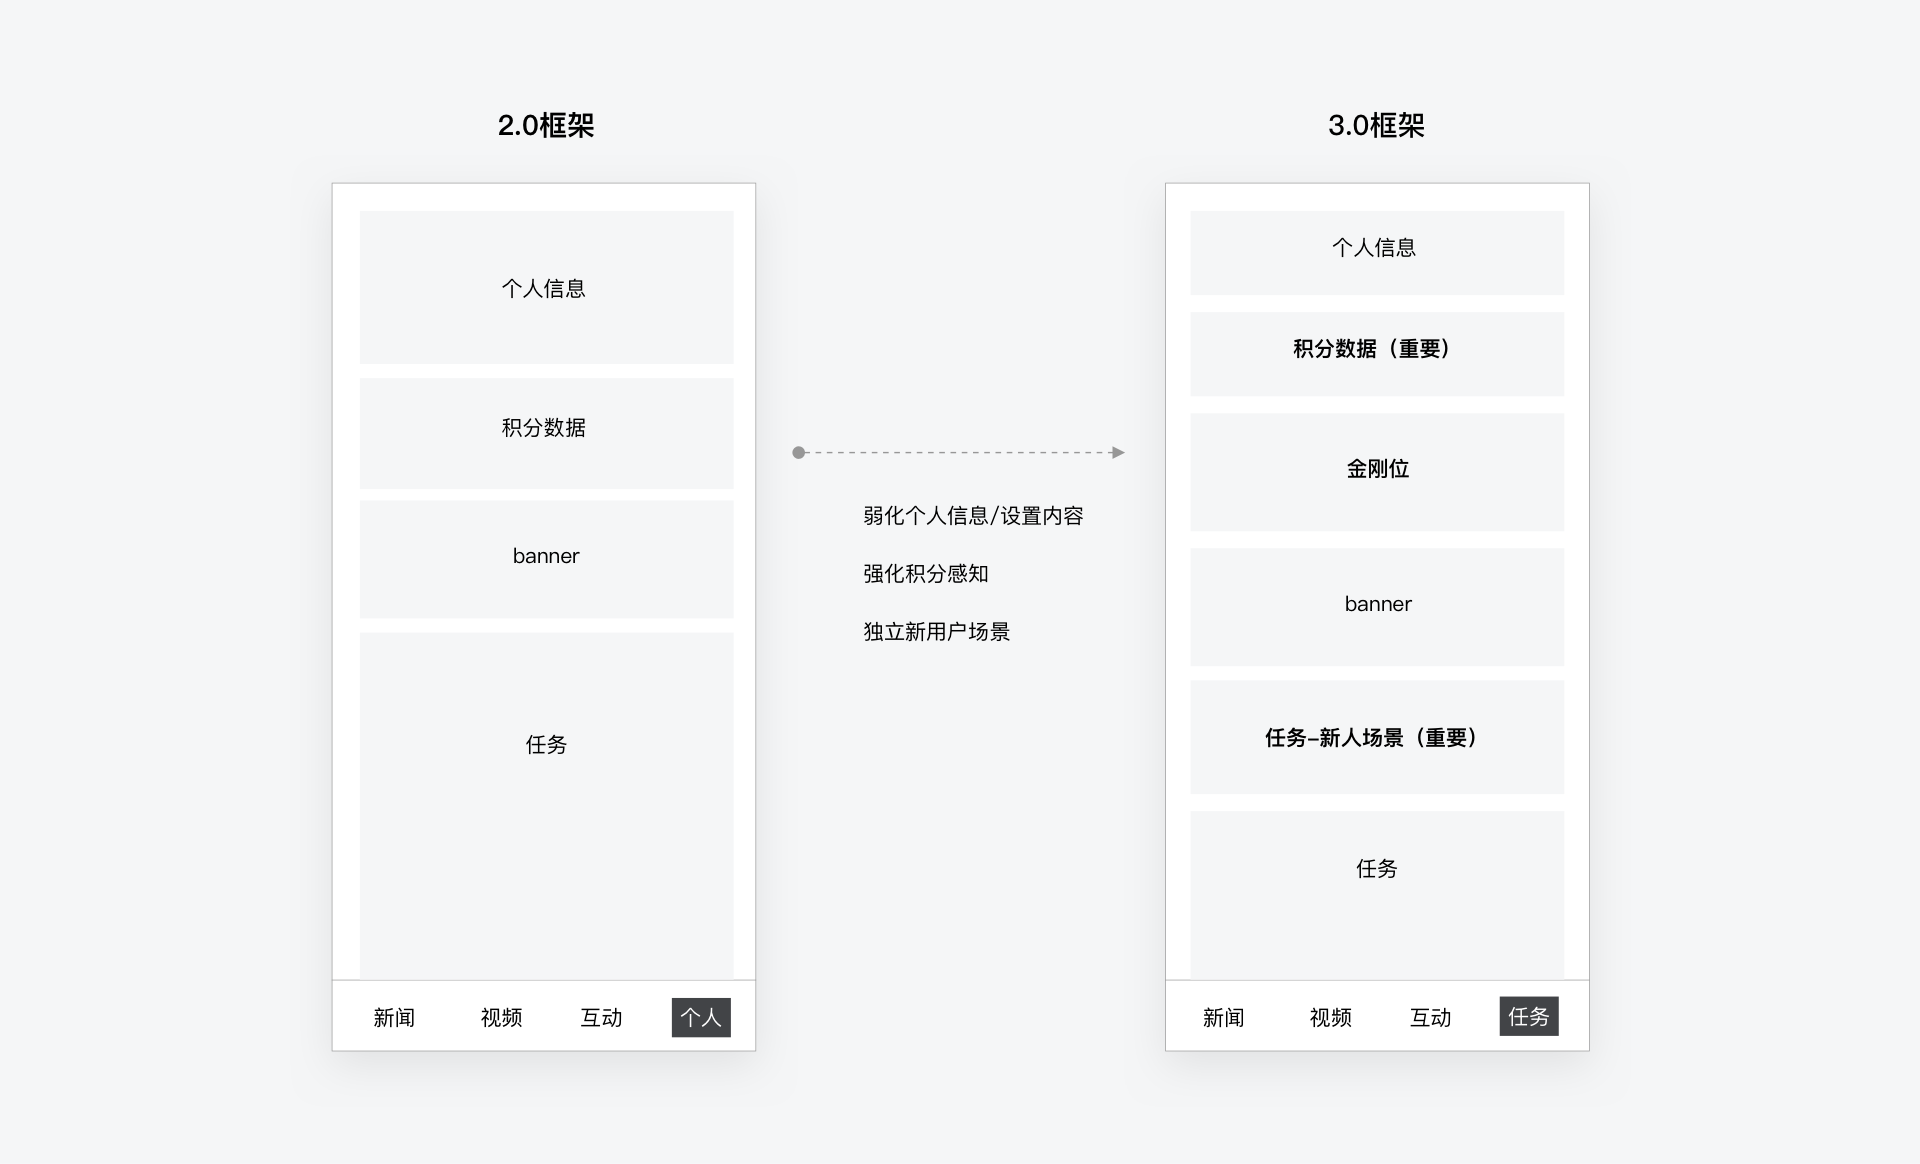 2.0框架
个人信息
积分数据
banner
任务
新闻
视频
互动
个人
弱化个人信息/设置内容
强化积分感知
独立新用户场景
3.0框架
个人信息
积分数据（重要）
金刚位
banner
任务–新人场景（重要）
任务
新闻
视频
互动
任务